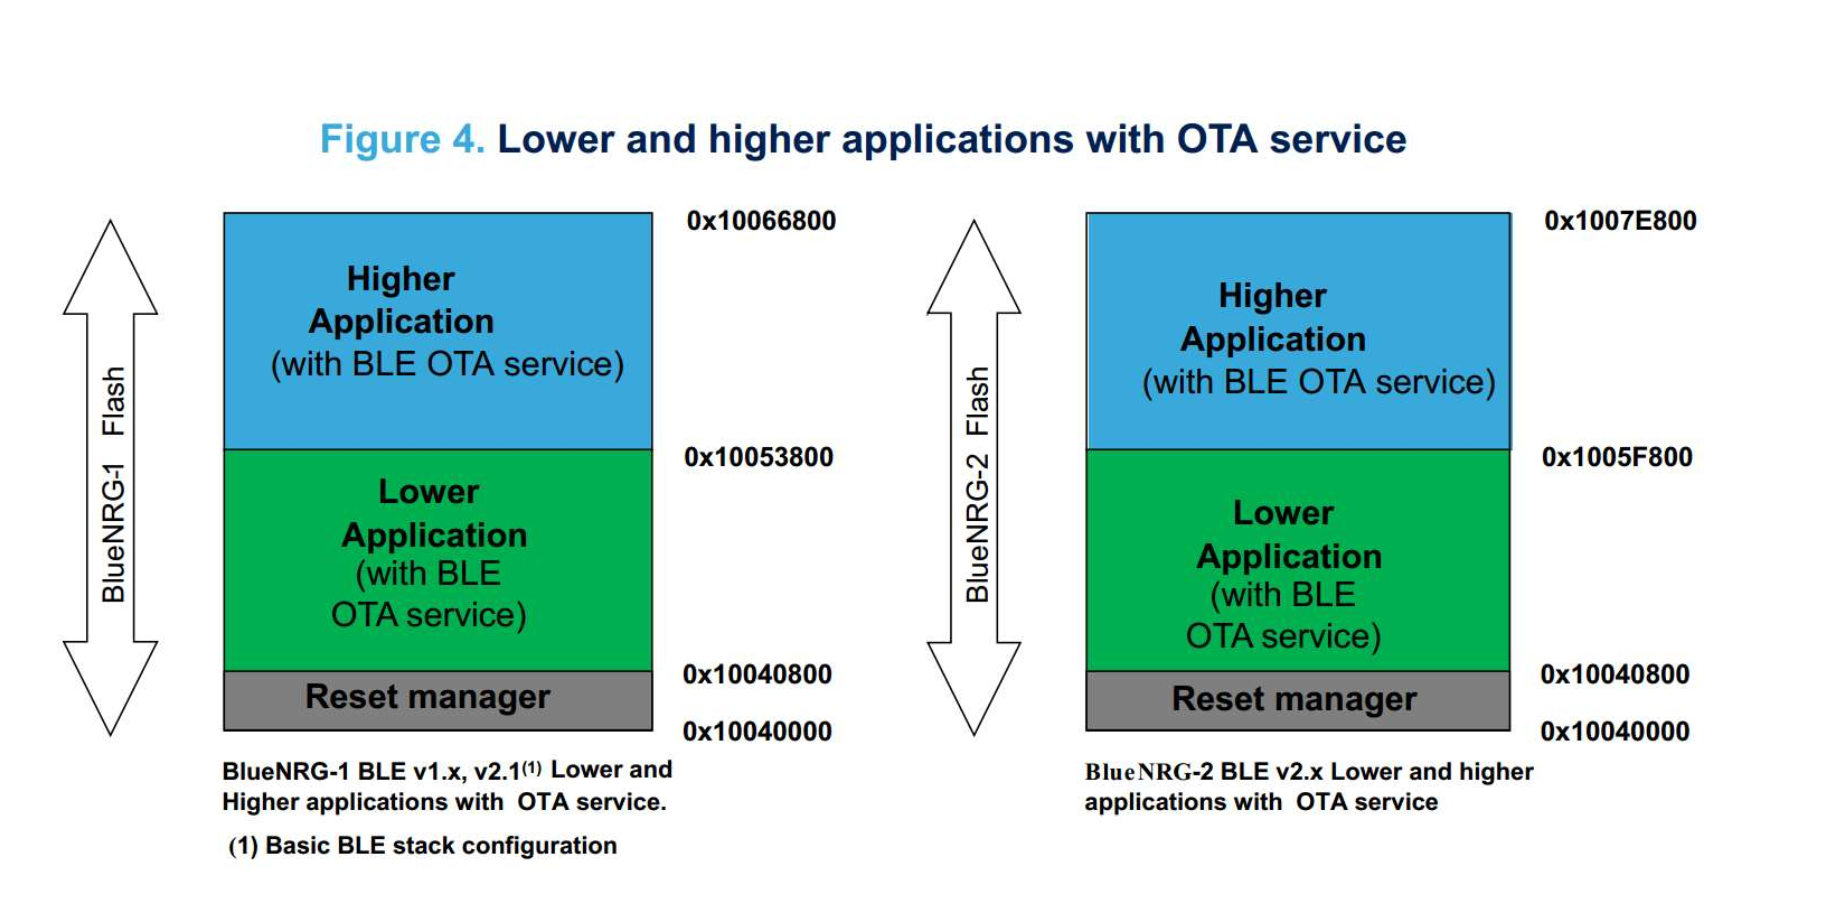 Figure 4. Lower and higher applications with OTA service
BlueNRG-1 Flash
0x10066800
Higher
Application
(with BLE OTA service)
0x10053800
Lower
Application
(with BLE
OTA service)
0x10040800
Reset manager
0x10040000
BlueNRG-1 BLE v1.x, v2.1(1) Lower and
Higher applications with OTA service.
(1) Basic BLE stack configuration
BlueNRG-2 Flash
0x1007E800
Higher
Application
(with BLE OTA service)
0x1005F800
Lower
Application
(with BLE
OTA service)
0x10040800
Reset manager
0x10040000
BlueNRG-2 BLE v2.x Lower and higher
applications with OTA service